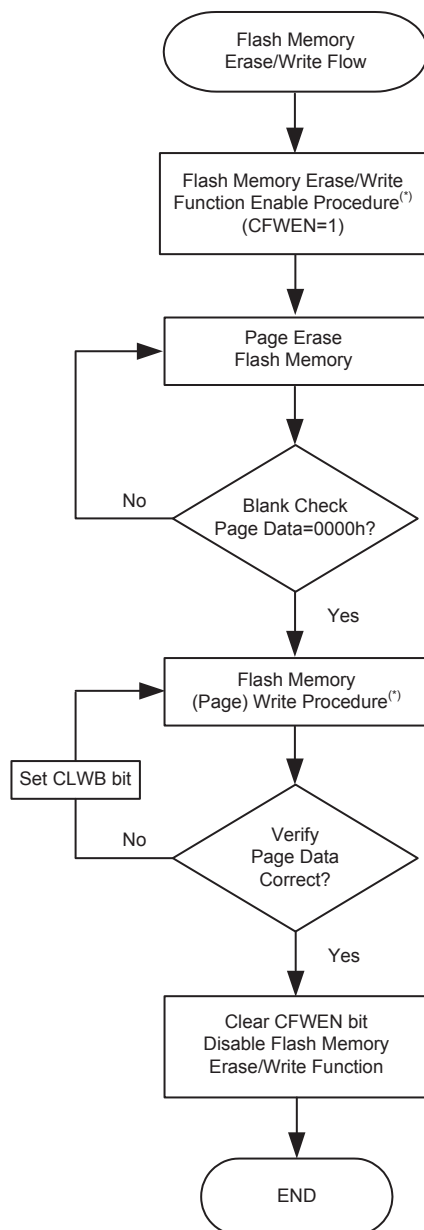 Flash Memory
Erase/Write Flow
Flash Memory Erase/Write
Function Enable Procedure(*)
(CFWEN=1)
Page Erase
Flash Memory
No
Blank Check
Page Data=0000h?
Yes
Flash Memory
(Page) Write Procedure(*)
Set CLWB bit
No
Verify
Page Data
Correct?
Yes
Clear CFWEN bit
Disable Flash Memory
Erase/Write Function
END